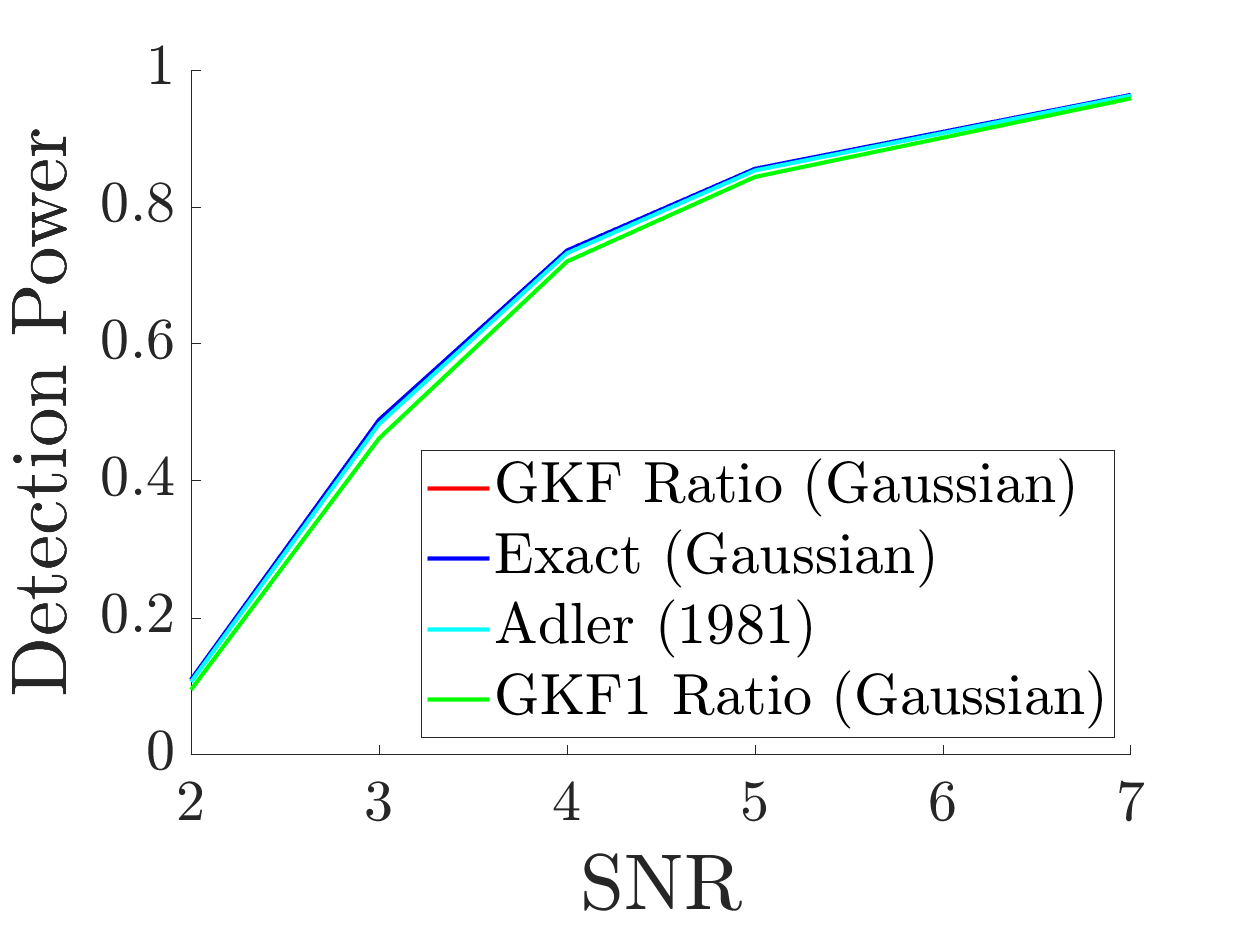 1
0.8
0.6
0.4
0.2
0
Detection Power
GKF Ratio (Gaussian)
Exact (Gaussian)
Adler (1981)
GKF1 Ratio (Gaussian)
2 3 4 5 6 7
SNR